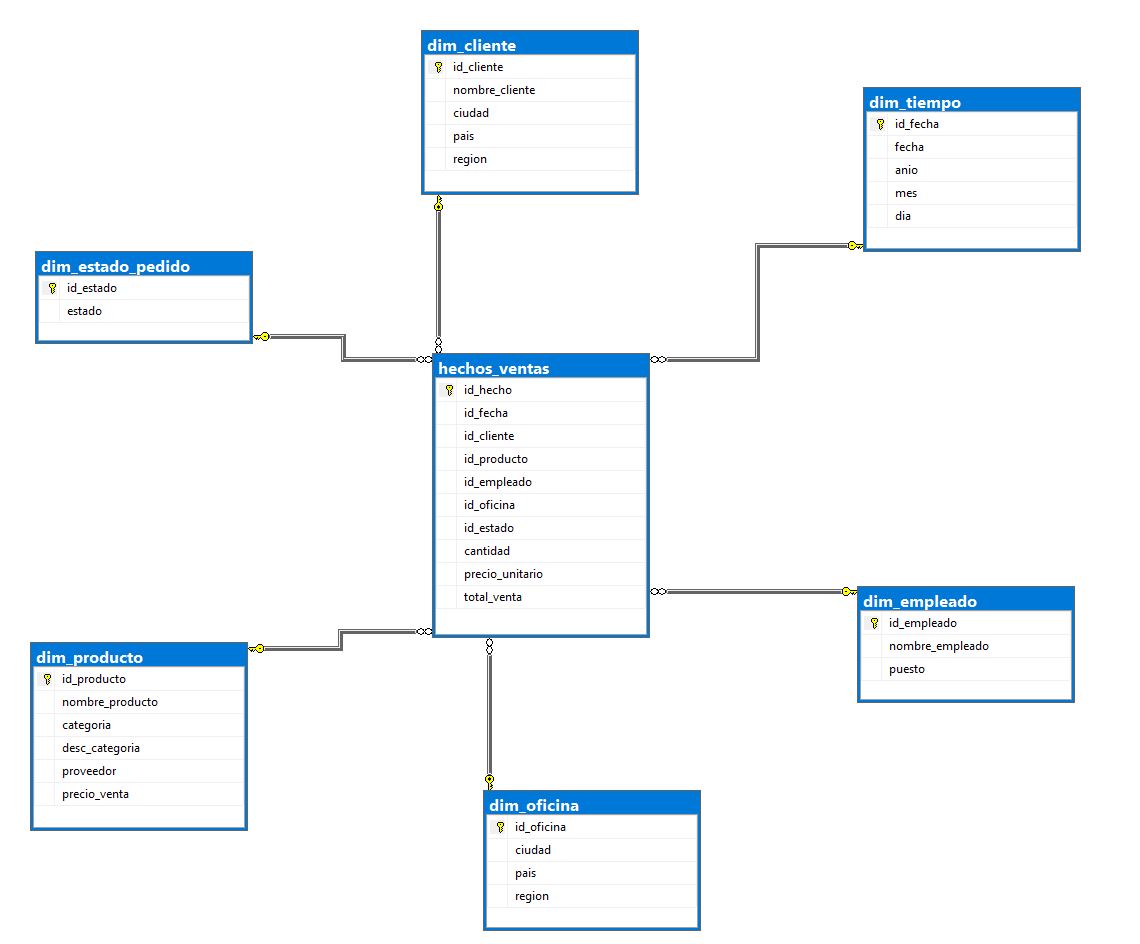 dim_cliente
id_cliente
nombre_cliente
ciudad
pais
region
dim_tiempo
id_fecha
fecha
anio
mes
dia
dim_estado_pedido
id_estado
estado
hechos_ventas
id_hecho
id_fecha
id_cliente
id_producto
id_empleado
id_oficina
id_estado
cantidad
precio_unitario
total_venta
dim_empleado
id_empleado
nombre_empleado
puesto
dim_producto
id_producto
nombre_producto
categoria
desc_categoria
proveedor
precio_venta
dim_oficina
id_oficina
ciudad
pais
region